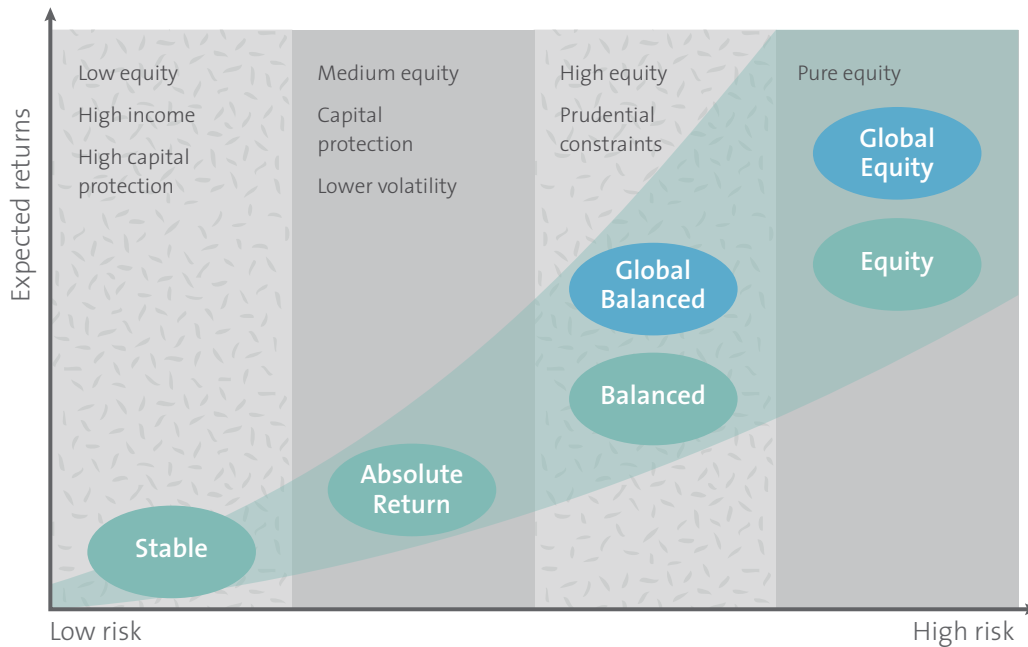 Expected returns
Low equity
High income
High capital
protection
Medium equity
Capital
protection
Lower volatility
High equity
Prudential
constraints
Pure equity
Global
Equity
Equity
Global
Balanced
Balanced
Absolute
Return
Stable
Low risk
High risk